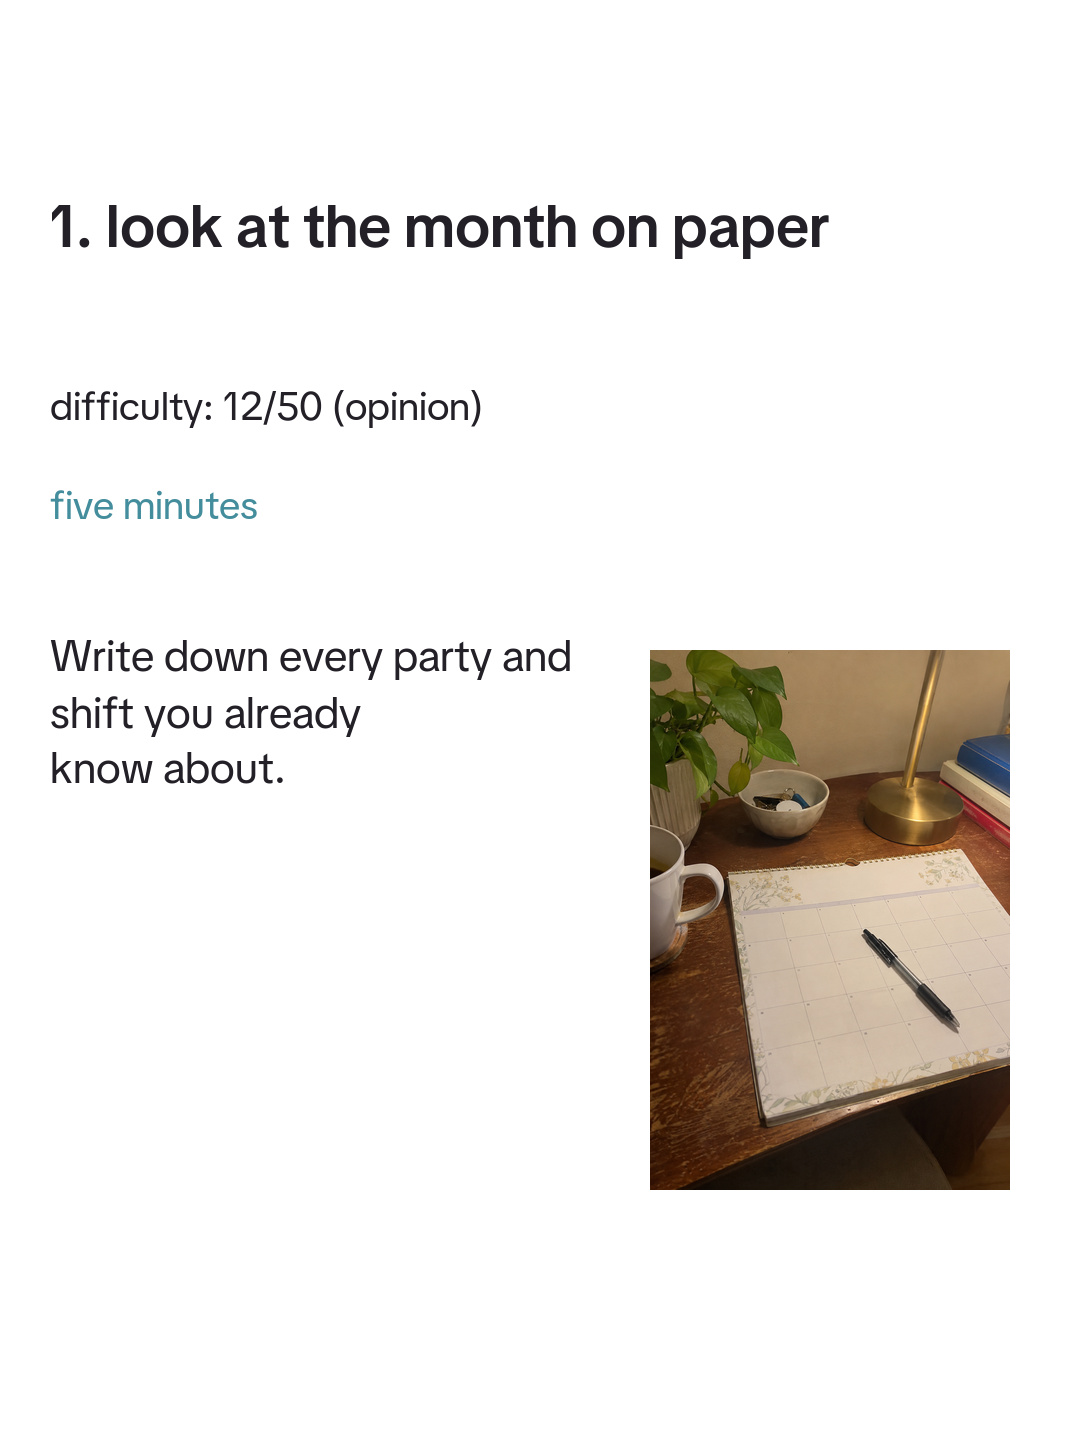 1. look at the month on paper
difficulty: 12/50 (opinion)
five minutes
Write down every party and
shift you already
know about.